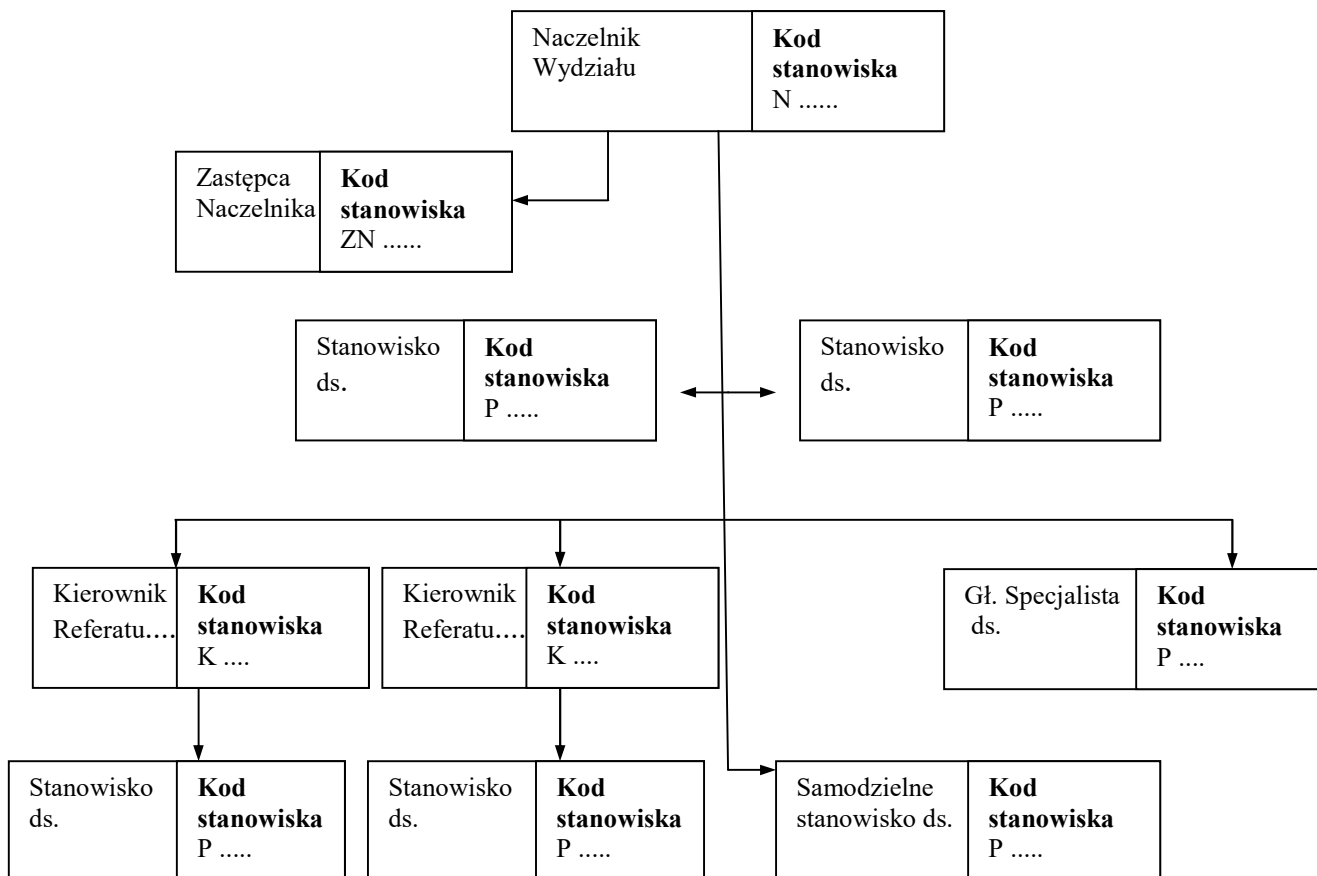 Naczelnik
Wydziału
Kod
stanowiska
N ......
Zastępca
Naczelnika
Kod
stanowiska
ZN ......
Stanowisko
ds.
Kod
stanowiska
P .....
Stanowisko
ds.
Kod
stanowiska
P .....
Kierownik
Referatu....
Kod
stanowiska
K ....
Kierownik
Referatu....
Kod
stanowiska
K ....
Gł. Specjalista
ds.
Kod
stanowiska
P ....
Stanowisko
ds.
Kod
stanowiska
P .....
Stanowisko
ds.
Kod
stanowiska
P .....
Samodzielne
stanowisko ds.
Kod
stanowiska
P .....